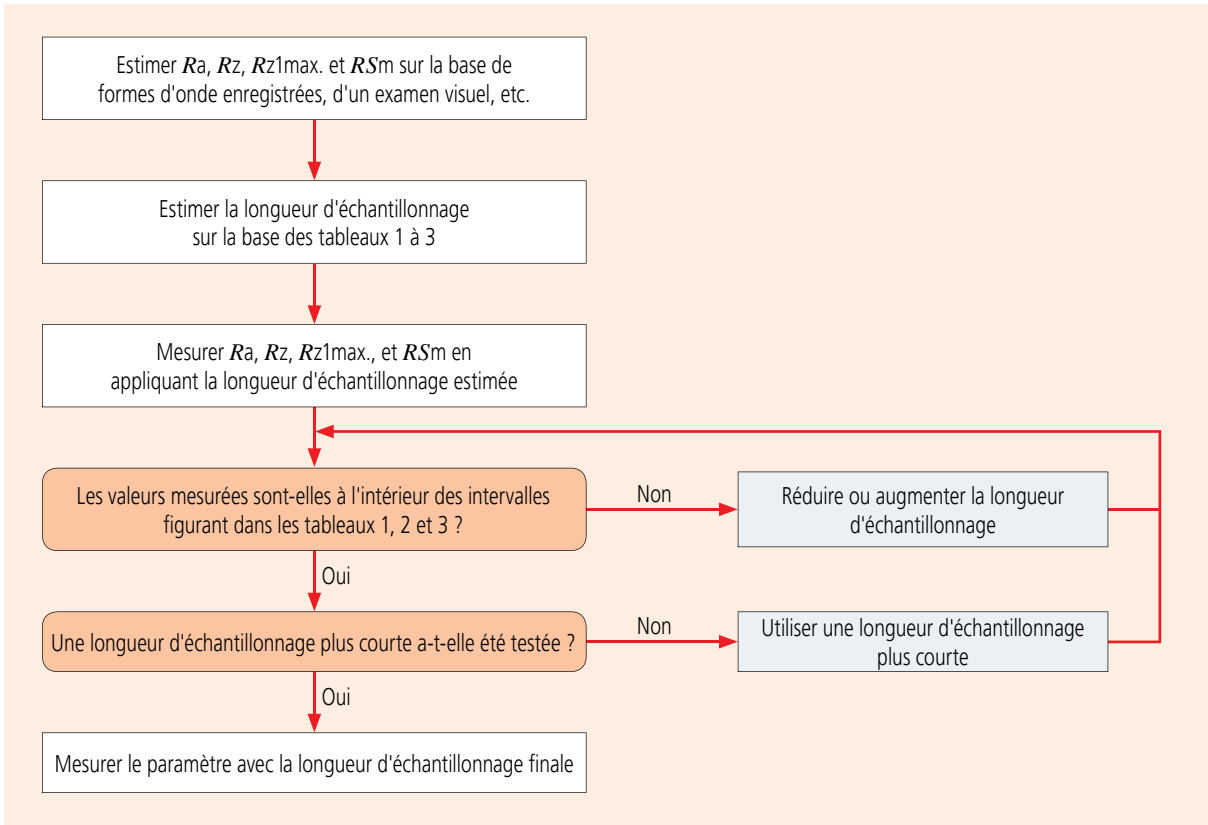 Estimer Ra, Rz, Rz1max. et RSm sur la base de
formes d'onde enregistrées, d'un examen visuel, etc.
Estimer la longueur d'échantillonnage
sur la base des tableaux 1 à 3
Mesurer Ra, Rz, Rz1max., et RSm en
appliquant la longueur d'échantillonnage estimée
Les valeurs mesurées sont-elles à l'intérieur des intervalles
figurant dans les tableaux 1, 2 et 3 ?
Non
Réduire ou augmenter la longueur
d'échantillonnage
Oui
Une longueur d'échantillonnage plus courte a-t-elle été testée ?
Non
Utiliser une longueur d'échantillonnage
plus courte
Oui
Mesurer le paramètre avec la longueur d'échantillonnage finale